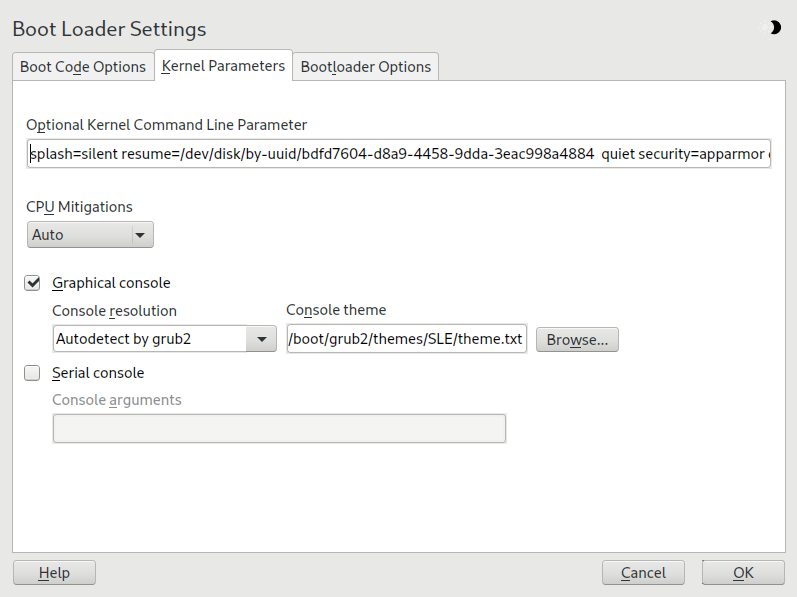 Boot Loader Settings
Boot Code Options Kernel Parameters Bootloader Options
Optional Kernel Command Line Parameter
splash=silent resume=/dev/disk/by-uuid/bdfd7604-d8a9-4458-9dda-3eac998a4884 quiet security=apparmor
CPU Mitigations
Auto
Graphical console
Console resolution Console theme
Autodetect by grub2 /boot/grub2/themes/SLE/theme.txt Browse...
Serial console
Console arguments
Help Cancel OK